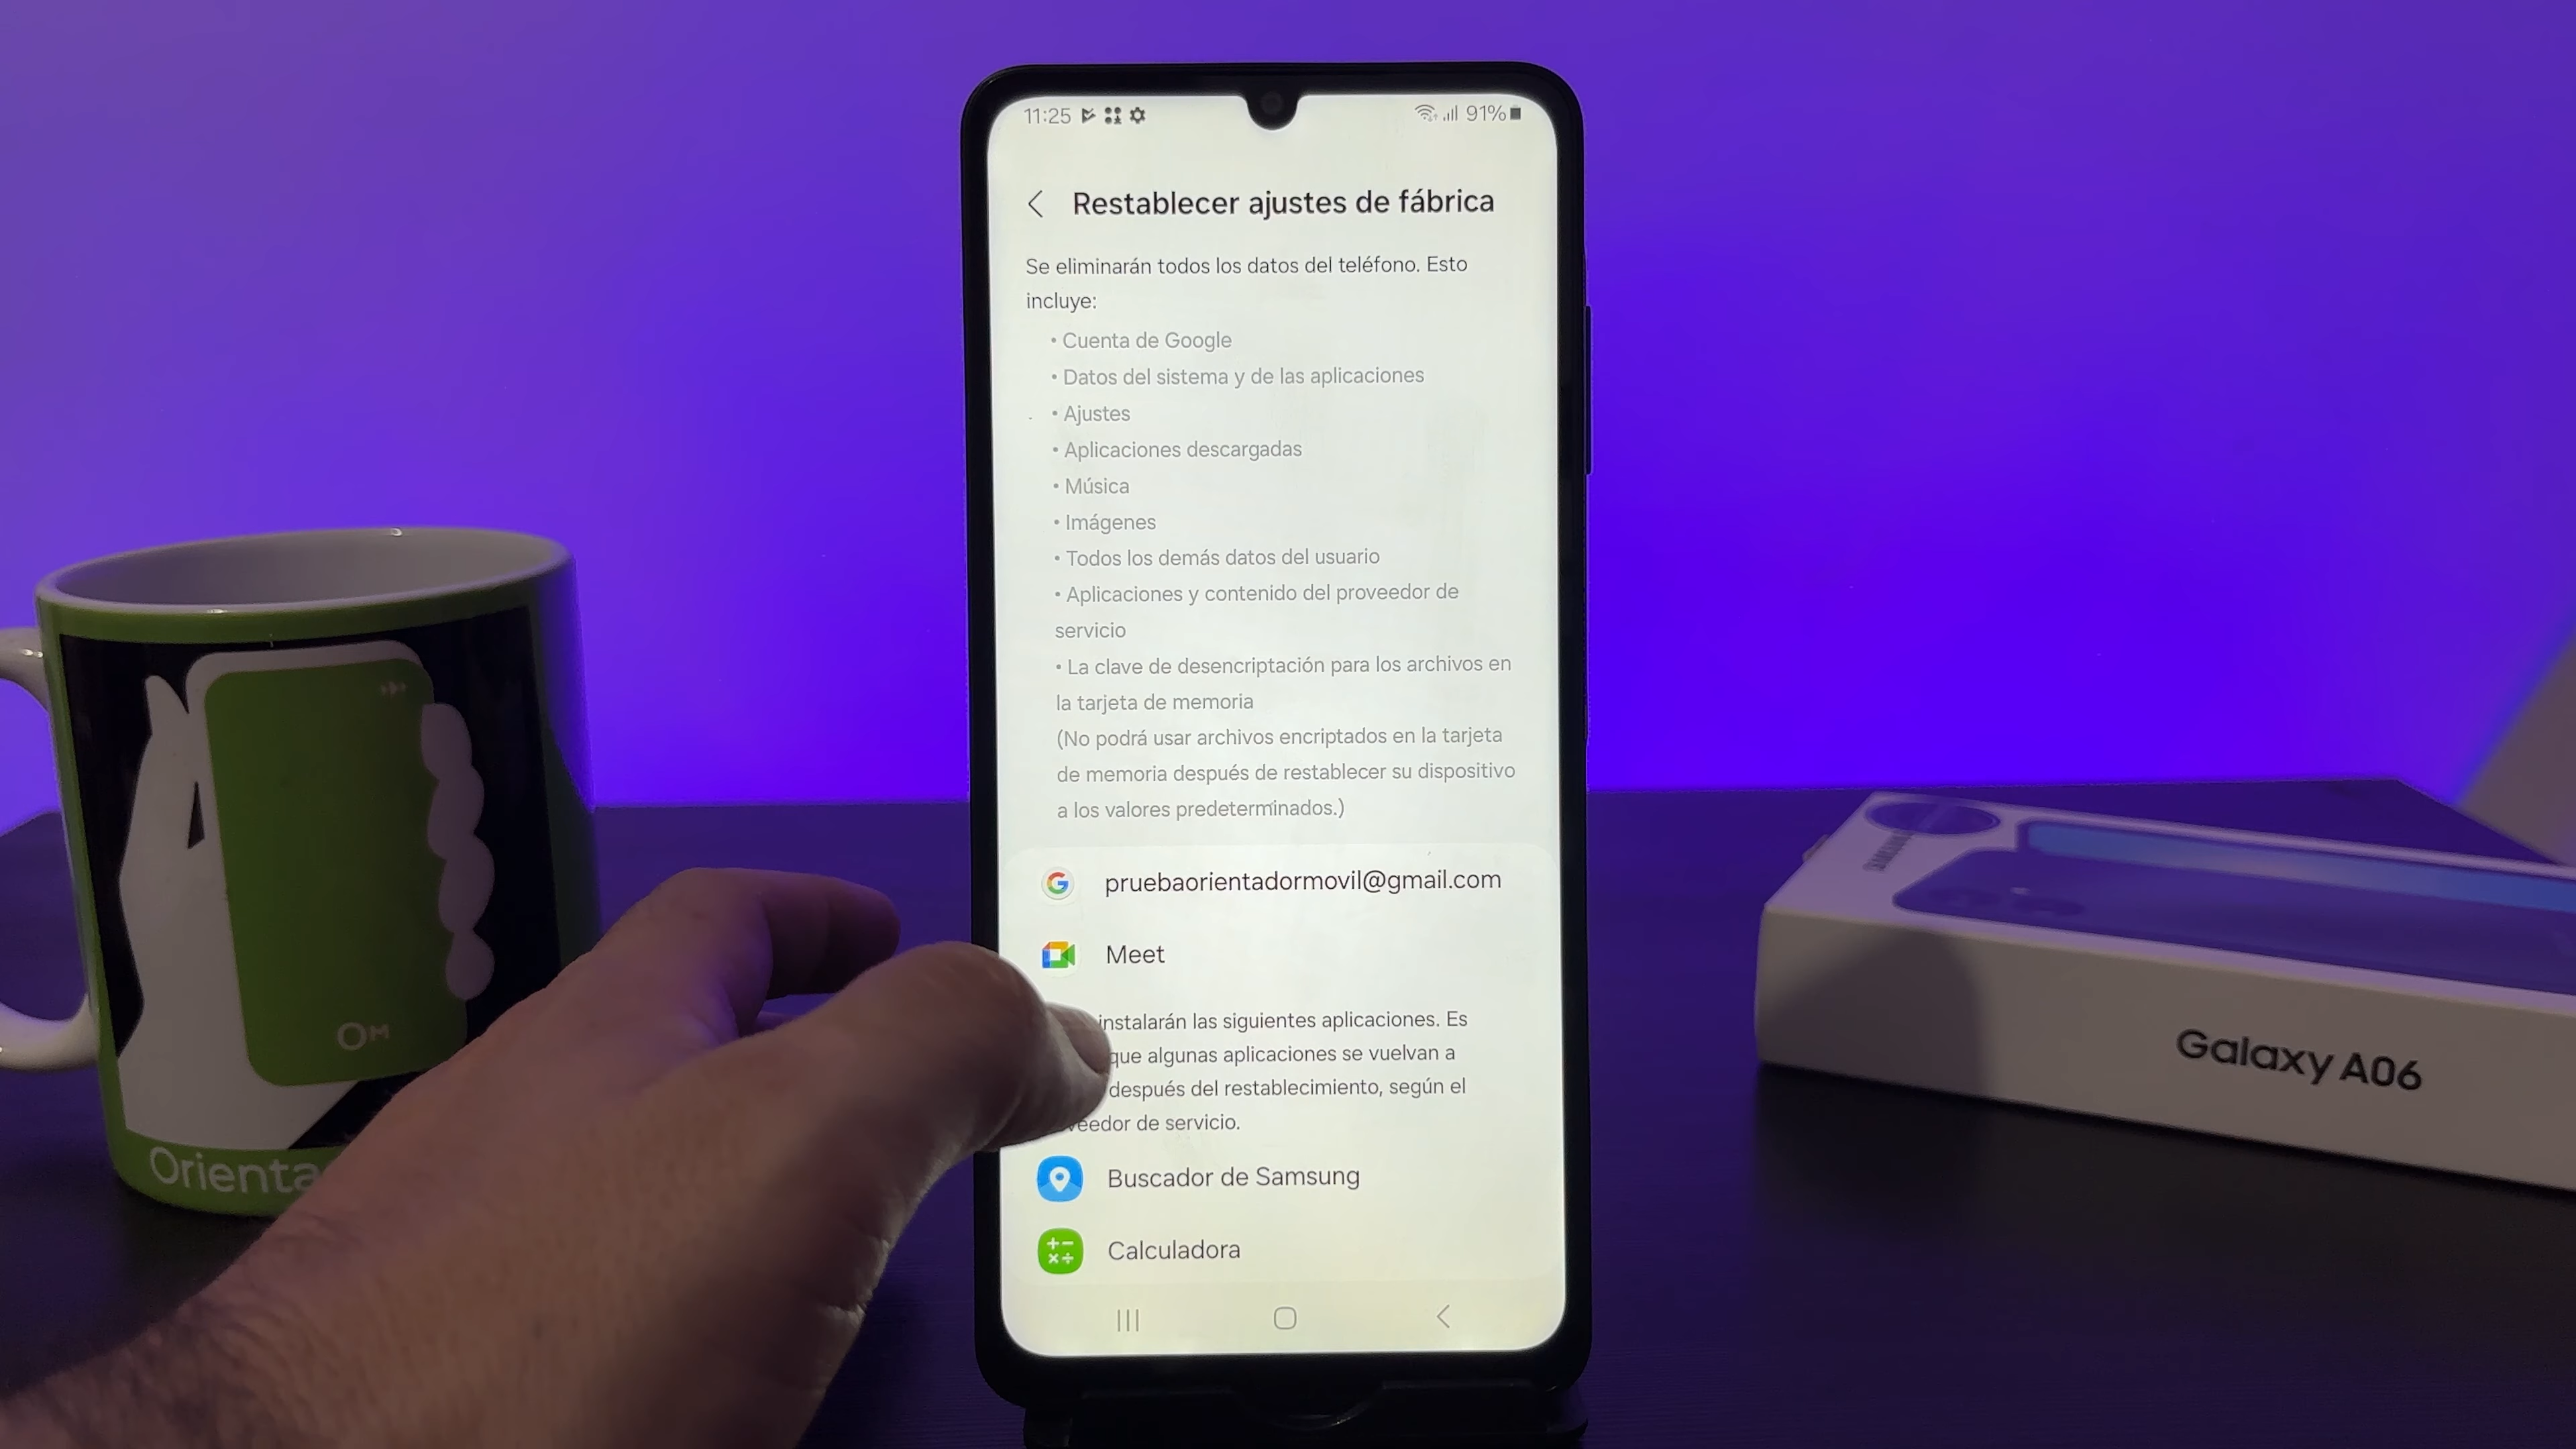 11:25
91%
Restablecer ajustes de fábrica
Se eliminarán todos los datos del teléfono. Esto
incluye:
• Cuenta de Google
• Datos del sistema y de las aplicaciones
• Ajustes
• Aplicaciones descargadas
• Música
• Imágenes
• Todos los demás datos del usuario
• Aplicaciones y contenido del proveedor de
servicio
• La clave de desencriptación para los archivos en
la tarjeta de memoria
(No podrá usar archivos encriptados en la tarjeta
de memoria después de restablecer su dispositivo
a los valores predeterminados.)
pruebaorientadormovil@gmail.com
Meet
instalarán las siguientes aplicaciones. Es
que algunas aplicaciones se vuelvan a
después del restablecimiento, según el
veedor de servicio.
Buscador de Samsung
Calculadora
OM
Orienta
SAMSUNG
Galaxy A06